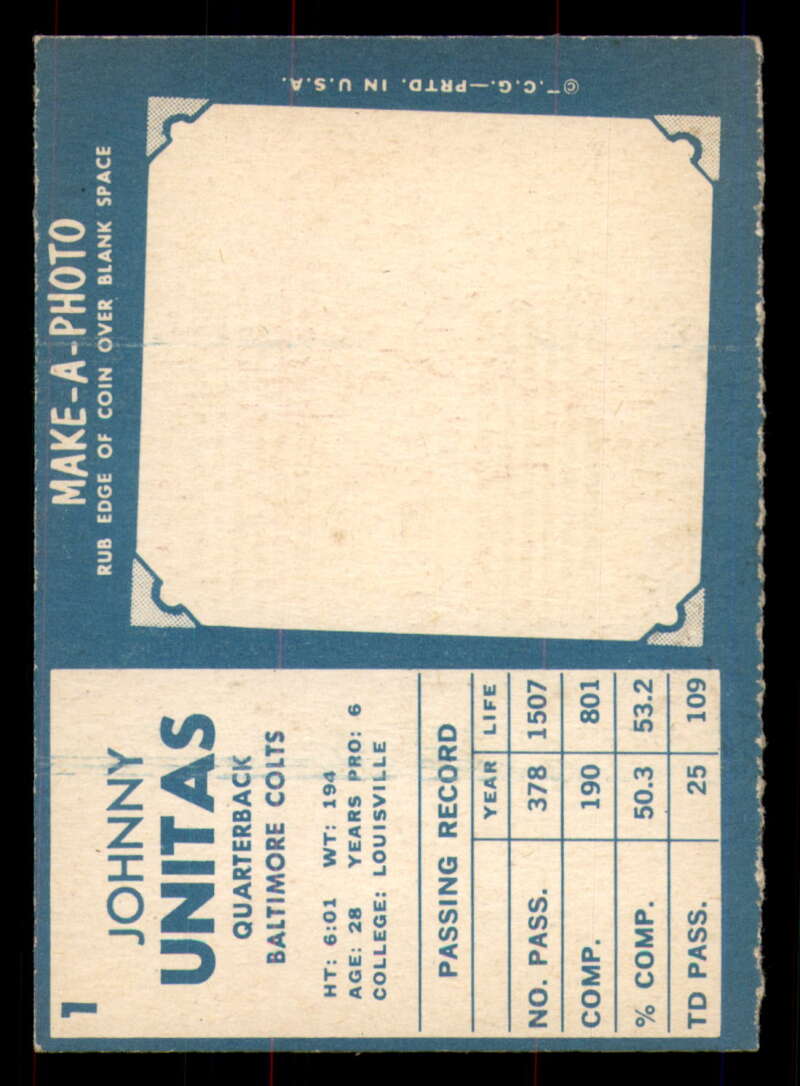 1
JOHNNY
UNITAS
QUARTERBACK
BALTIMORE COLTS
HT: 6:01 WT: 194
AGE: 28 YEARS PRO: 6
COLLEGE: LOUISVILLE
PASSING RECORD
YEAR LIFE
NO. PASS. 378 1507
COMP. 190 801
% COMP. 50.3 53.2
TD PASS. 25 109
MAKE-A-PHOTO
RUB EDGE OF COIN OVER BLANK SPACE
© T.C.G.—PRTD. IN U.S.A.